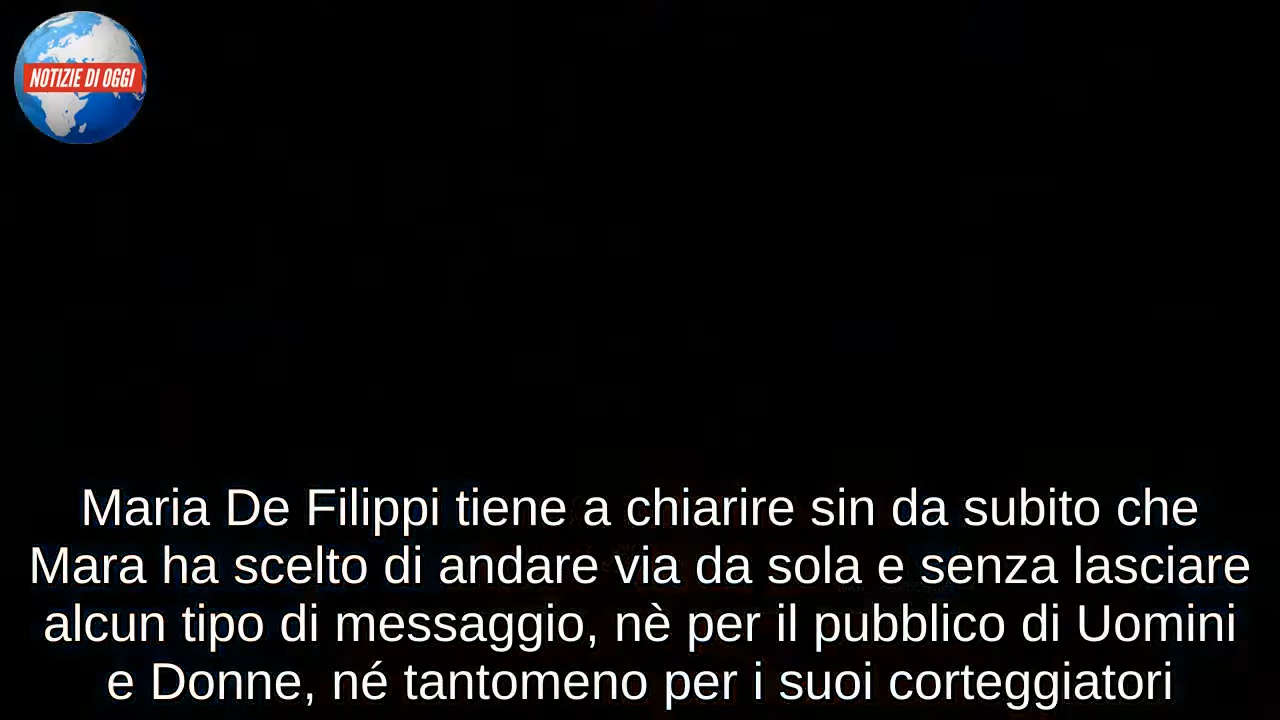 NOTIZIE DI OGGI
Maria De Filippi tiene a chiarire sin da subito che
Mara ha scelto di andare via da sola e senza lasciare
alcun tipo di messaggio, nè per il pubblico di Uomini
e Donne, né tantomeno per i suoi corteggiatori